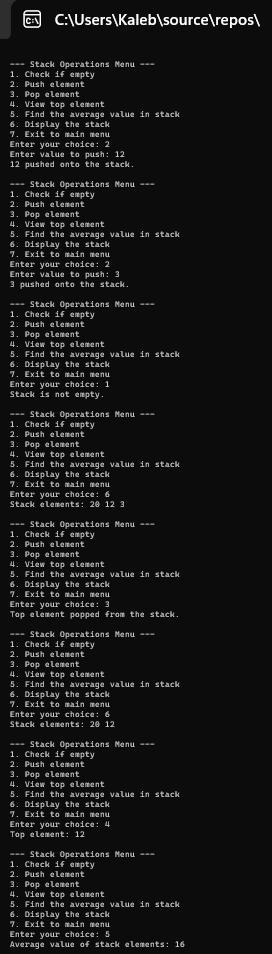 C:\Users\Kaleb\source\repos\
--- Stack Operations Menu ---
1. Check if empty
2. Push element
3. Pop element
4. View top element
5. Find the average value in stack
6. Display the stack
7. Exit to main menu
Enter your choice: 2
Enter value to push: 12
12 pushed onto the stack.
--- Stack Operations Menu ---
1. Check if empty
2. Push element
3. Pop element
4. View top element
5. Find the average value in stack
6. Display the stack
7. Exit to main menu
Enter your choice: 2
Enter value to push: 3
3 pushed onto the stack.
--- Stack Operations Menu ---
1. Check if empty
2. Push element
3. Pop element
4. View top element
5. Find the average value in stack
6. Display the stack
7. Exit to main menu
Enter your choice: 1
Stack is not empty.
--- Stack Operations Menu ---
1. Check if empty
2. Push element
3. Pop element
4. View top element
5. Find the average value in stack
6. Display the stack
7. Exit to main menu
Enter your choice: 6
Stack elements: 20 12 3
--- Stack Operations Menu ---
1. Check if empty
2. Push element
3. Pop element
4. View top element
5. Find the average value in stack
6. Display the stack
7. Exit to main menu
Enter your choice: 3
Top element popped from the stack.
--- Stack Operations Menu ---
1. Check if empty
2. Push element
3. Pop element
4. View top element
5. Find the average value in stack
6. Display the stack
7. Exit to main menu
Enter your choice: 6
Stack elements: 20 12
--- Stack Operations Menu ---
1. Check if empty
2. Push element
3. Pop element
4. View top element
5. Find the average value in stack
6. Display the stack
7. Exit to main menu
Enter your choice: 4
Top element: 12
--- Stack Operations Menu ---
1. Check if empty
2. Push element
3. Pop element
4. View top element
5. Find the average value in stack
6. Display the stack
7. Exit to main menu
Enter your choice: 5
Average value of stack elements: 16